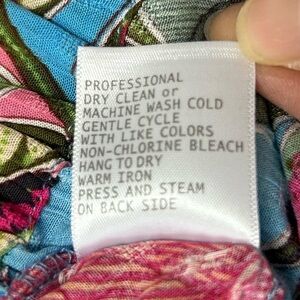 PROFESSIONAL
DRY CLEAN or
MACHINE WASH COLD
GENTLE CYCLE
WITH LIKE COLORS
NON-CHLORINE BLEACH
HANG TO DRY
WARM IRON
PRESS AND STEAM
ON BACK SIDE